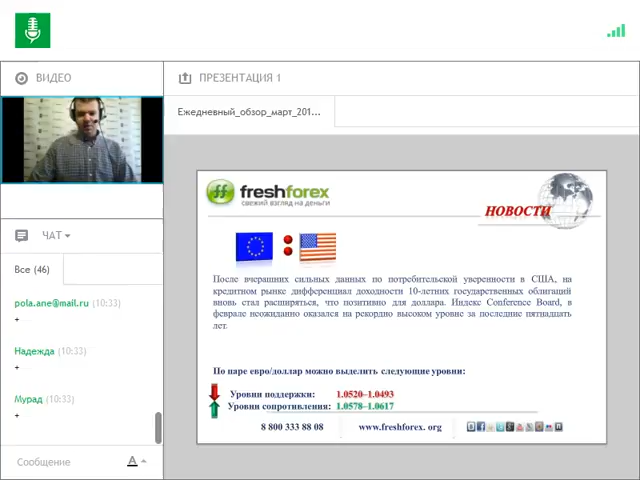 ВИДЕО
ПРЕЗЕНТАЦИЯ 1
Ежедневный_обзор_март_201...
freshforex
свежий взгляд на деньги
НОВОСТИ
После вчерашних сильных данных по потребительской уверенности в США, на
кредитном рынке дифференциал доходности 10-летних государственных облигаций
вновь стал расширяться, что позитивно для доллара. Индекс Conference Board, в
феврале неожиданно оказался на рекордно высоком уровне за последние пятнадцать
лет.
По паре евро/доллар можно выделить следующие уровни:
Уровни поддержки: 1.0520–1.0493
Уровни сопротивления: 1.0578–1.0617
8 800 333 88 08
www.freshforex. org
ЧАТ
Все (46)
pola.ane@mail.ru (10:33)
+
Надежда (10:33)
+
Мурад (10:33)
+
Сообщение
A